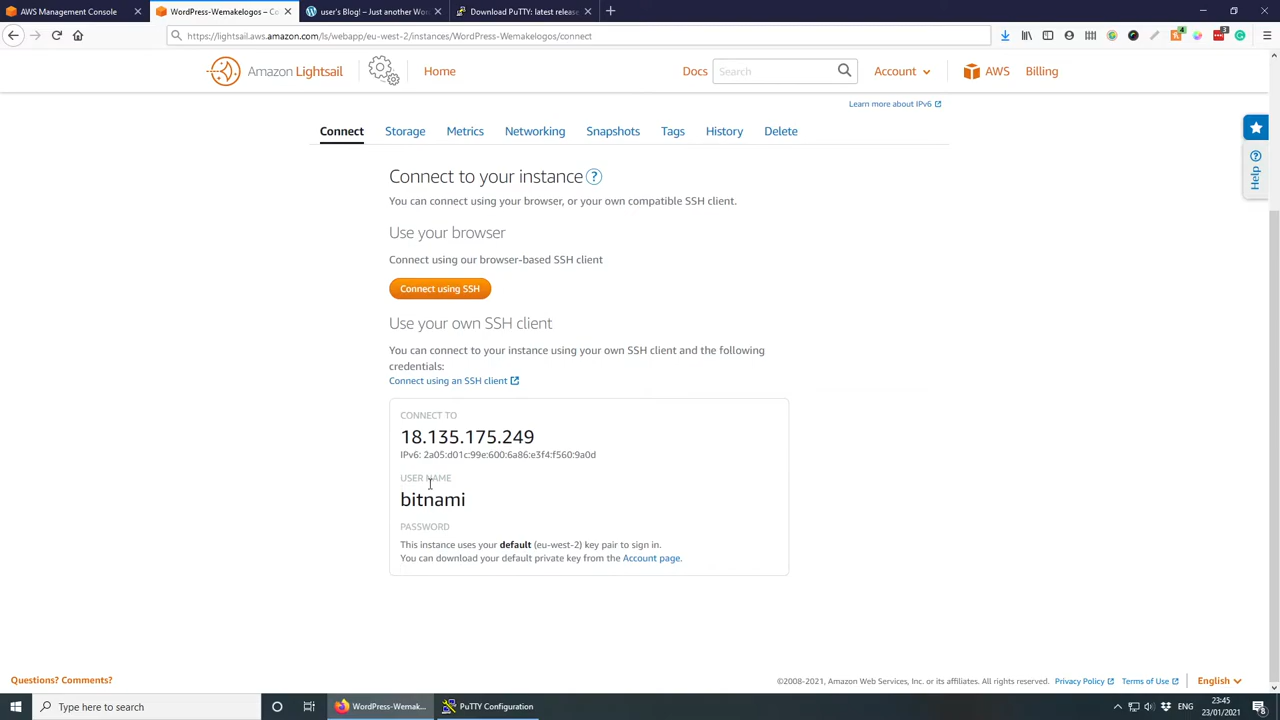 AWS Management Console
WordPress-Wemakelogos – Co
user's Blog! – Just another Wor
Download PuTTY: latest release
https://lightsail.aws.amazon.com/ls/webapp/eu-west-2/instances/WordPress-Wemakelogos/connect
4
3
Amazon Lightsail
Home
Docs
Search
Account
AWS
Billing
Learn more about IPv6
Connect
Storage
Metrics
Networking
Snapshots
Tags
History
Delete
Help ?
Connect to your instance ?
You can connect using your browser, or your own compatible SSH client.
Use your browser
Connect using our browser-based SSH client
Connect using SSH
Use your own SSH client
You can connect to your instance using your own SSH client and the following
credentials:
Connect using an SSH client
CONNECT TO
18.135.175.249
IPv6: 2a05:d01c:99e:600:6a86:e3f4:f560:9a0d
USER NAME
bitnami
PASSWORD
This instance uses your default (eu-west-2) key pair to sign in.
You can download your default private key from the Account page.
Questions? Comments?
©2008-2021, Amazon Web Services, Inc. or its affiliates. All rights reserved.
Privacy Policy
Terms of Use
English
Type here to search
WordPress-Wemak...
PuTTY Configuration
ENG
23:45
23/01/2021
8